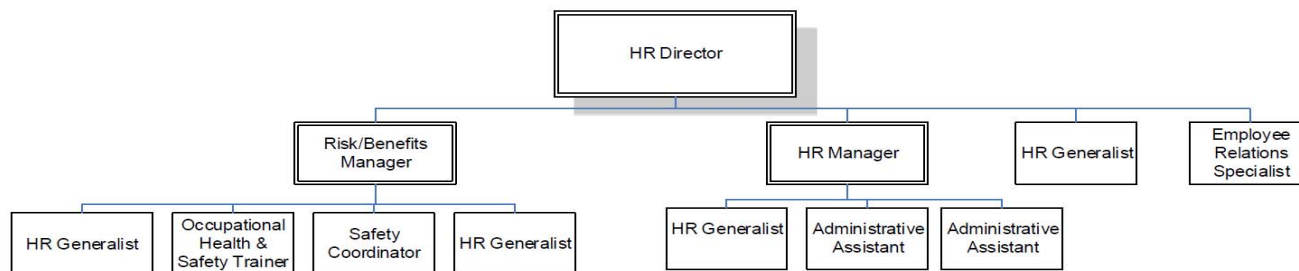 HR Director
Risk/Benefits
Manager
HR Manager
HR Generalist
Employee
Relations
Specialist
HR Generalist
Occupational
Health &
Safety Trainer
Safety
Coordinator
HR Generalist
HR Generalist
Administrative
Assistant
Administrative
Assistant